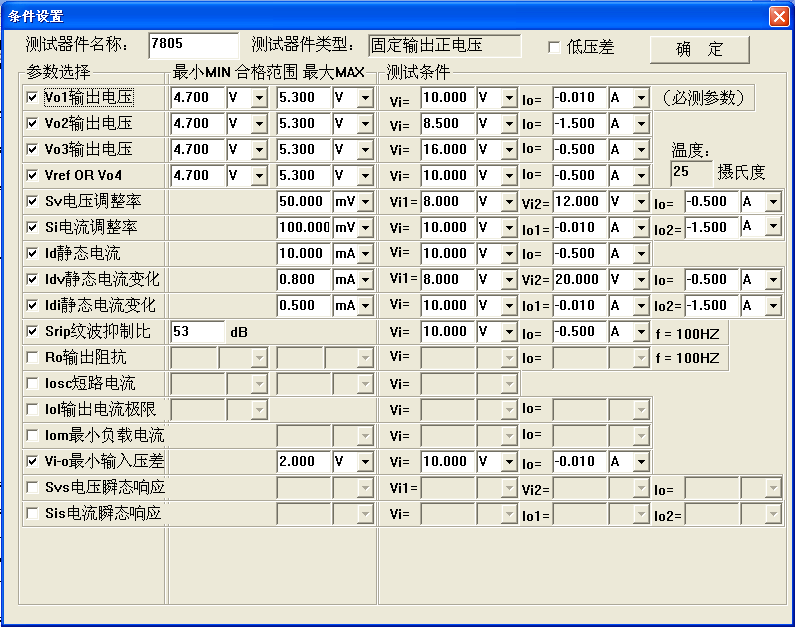 条件设置
测试器件名称： 7805 测试器件类型： 固定输出正电压 低压差 确 定
参数选择 最小MIN 合格范围 最大MAX 测试条件
Vo1输出电压 4.700 V 5.300 V Vi= 10.000 V Io= -0.010 A （必测参数）
Vo2输出电压 4.700 V 5.300 V Vi= 8.500 V Io= -1.500 A
Vo3输出电压 4.700 V 5.300 V Vi= 16.000 V Io= -0.500 A 温度：
Vref OR Vo4 4.700 V 5.300 V Vi= 10.000 V Io= -0.500 A 25 摄氏度
Sv电压调整率 50.000 mV Vi1= 8.000 V Vi2= 12.000 V Io= -0.500 A
Si电流调整率 100.000 mV Vi= 10.000 V Io1= -0.010 A Io2= -1.500 A
Id静态电流 10.000 mA Vi= 10.000 V Io= -0.500 A
Idv静态电流变化 0.800 mA Vi1= 8.000 V Vi2= 20.000 V Io= -0.500 A
Idi静态电流变化 0.500 mA Vi= 10.000 V Io1= -0.010 A Io2= -1.500 A
Srip纹波抑制比 53 dB Vi= 10.000 V Io= -0.500 A f = 100HZ
Ro输出阻抗 Vi= Io= f = 100HZ
Iosc短路电流 Vi=
Iol输出电流极限 Vi= Io=
Iom最小负载电流 Vi= Io=
Vi-o最小输入压差 2.000 V Vi= 10.000 V Io= -0.010 A
Svs电压瞬态响应 Vi1= Vi2= Io=
Sis电流瞬态响应 Vi= Io1= Io2=